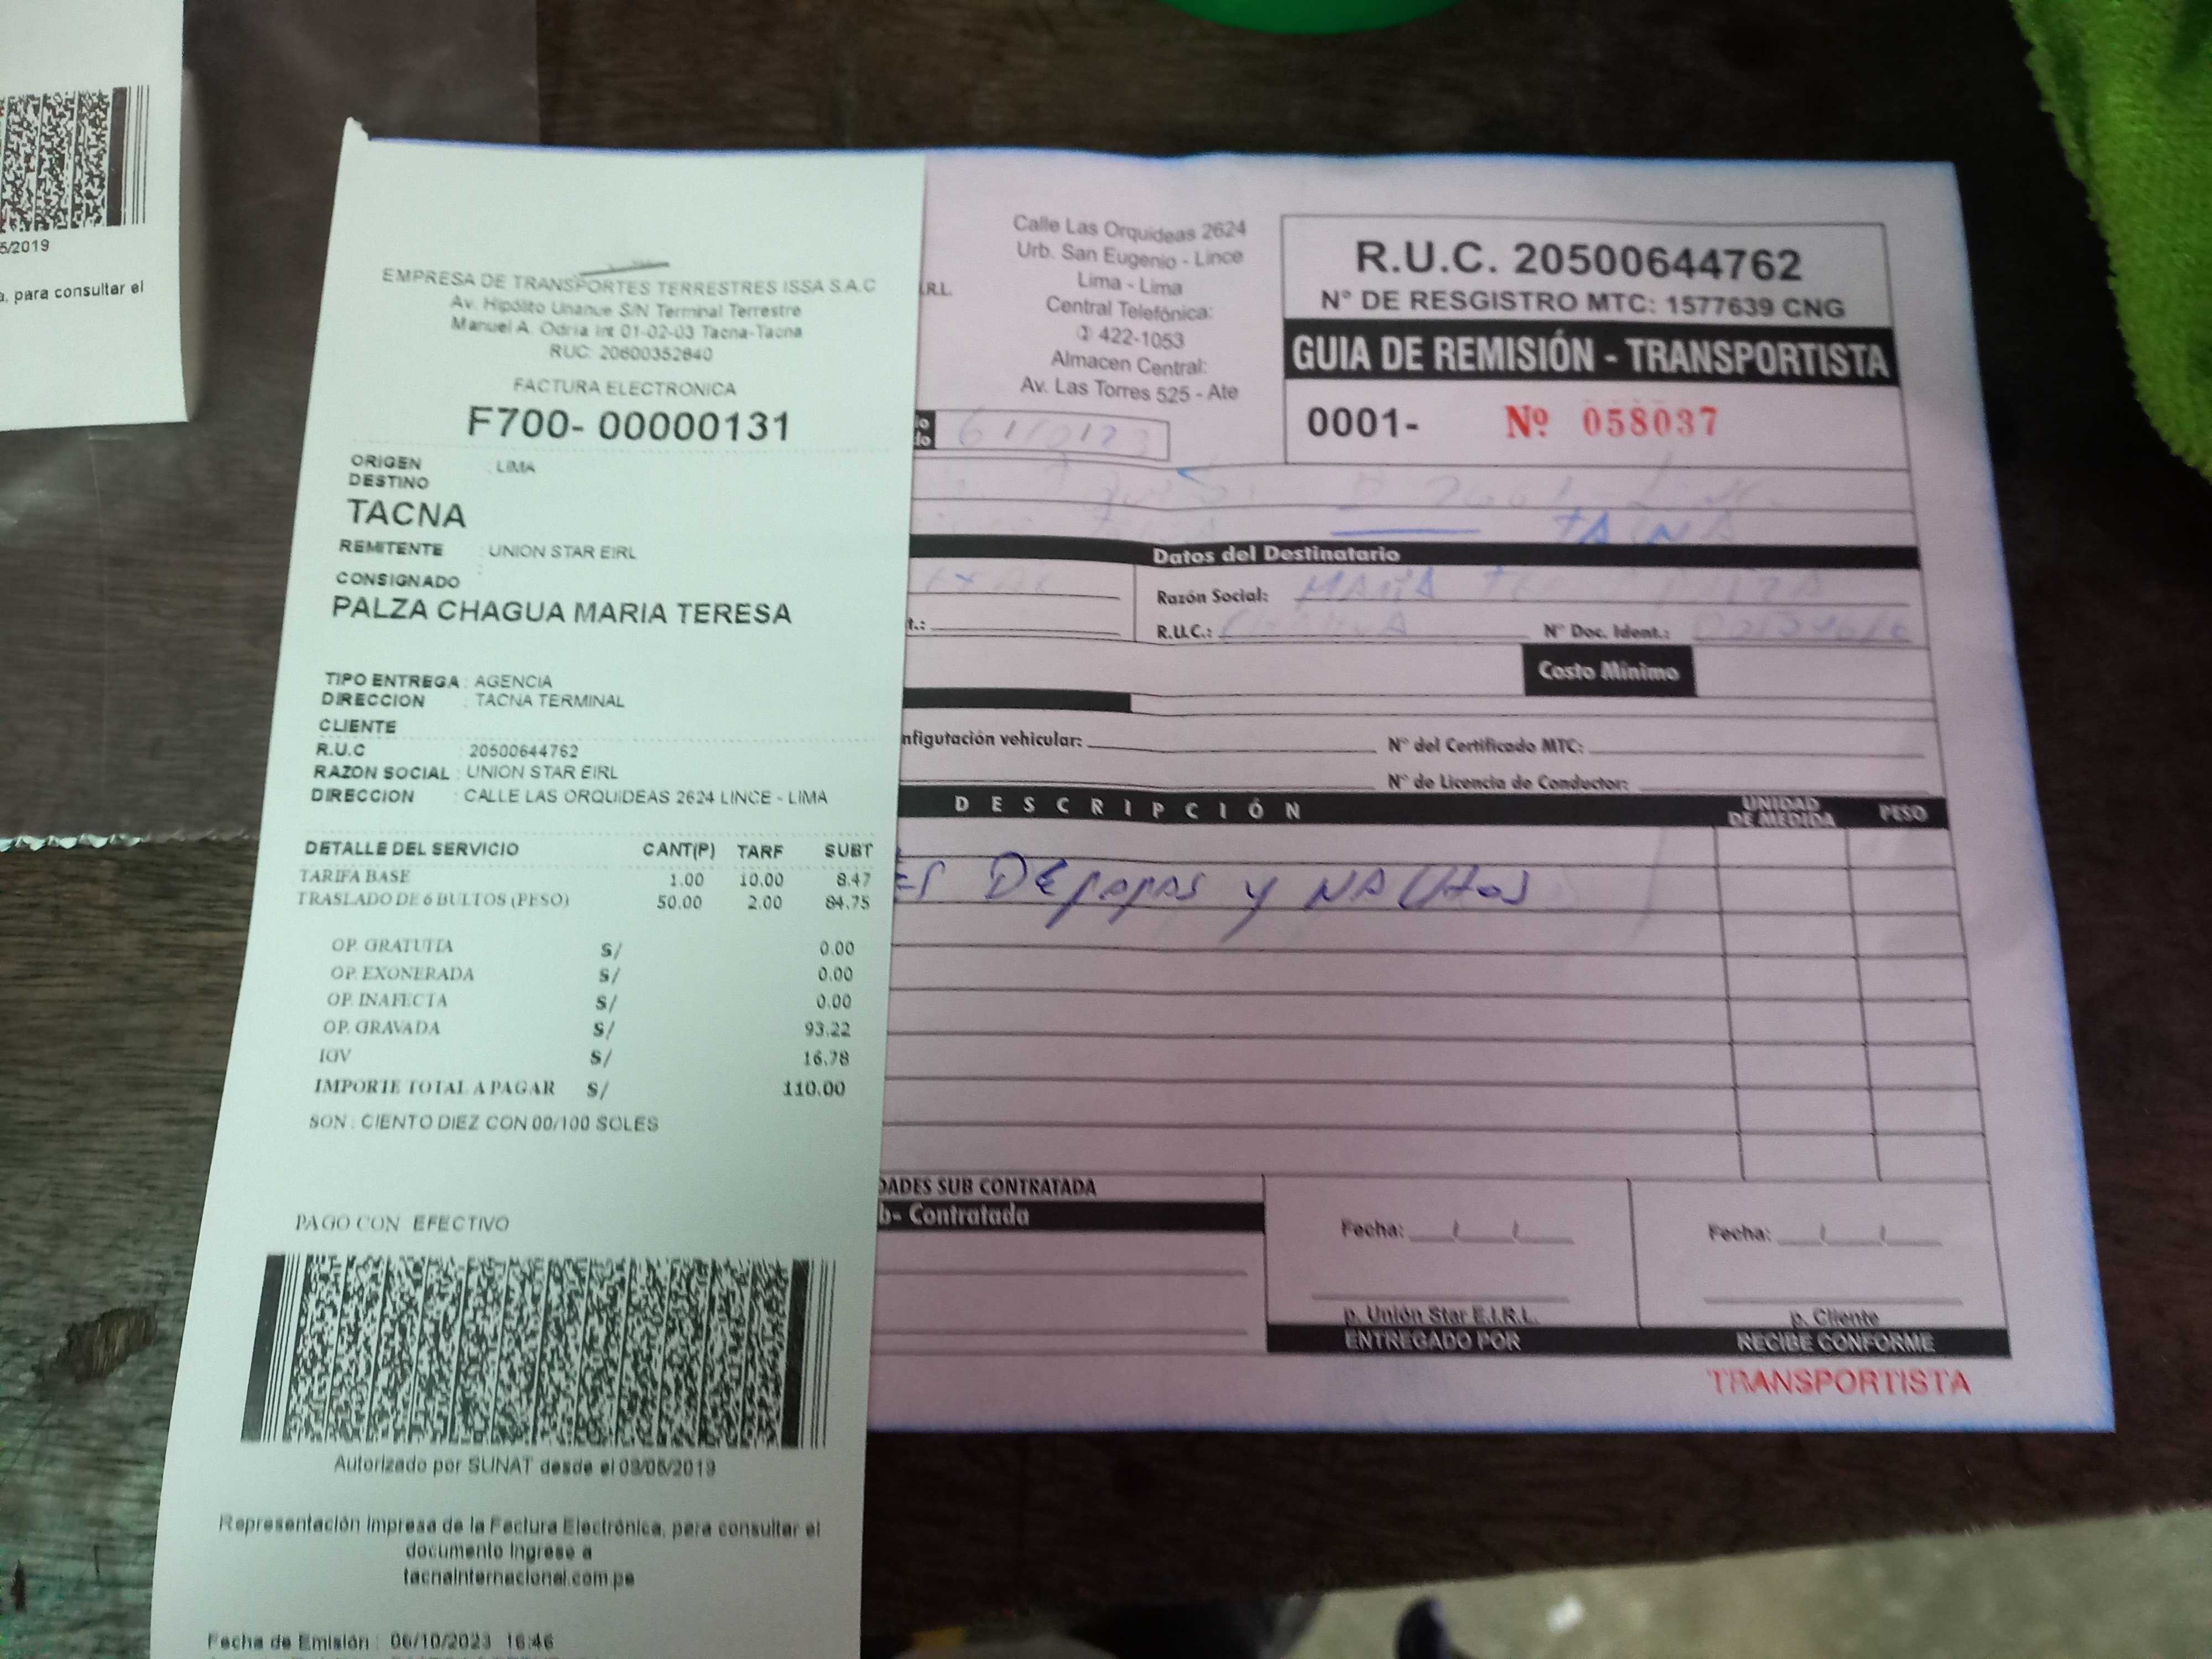 5/2019
a, para consultar el
EMPRESA DE TRANSPORTES TERRESTRES ISSA S.A.C
Av. Hipólito Unanue S/N Terminal Terrestre
Manuel A. Odria Int 01-02-03 Tacna-Tacna
RUC: 20600352840
FACTURA ELECTRONICA
F700- 00000131
ORIGEN : LIMA
DESTINO
TACNA
REMITENTE : UNION STAR EIRL
CONSIGNADO :
PALZA CHAGUA MARIA TERESA
TIPO ENTREGA : AGENCIA
DIRECCION : TACNA TERMINAL
CLIENTE
R.U.C : 20500644762
RAZON SOCIAL : UNION STAR EIRL
DIRECCION : CALLE LAS ORQUIDEAS 2624 LINCE - LIMA
DETALLE DEL SERVICIO CANT(P) TARF SUBT
TARIFA BASE 1.00 10.00 8.47
TRASLADO DE 6 BULTOS (PESO) 50.00 2.00 84.75
OP. GRATUITA S/ 0.00
OP. EXONERADA S/ 0.00
OP. INAFECTA S/ 0.00
OP. GRAVADA S/ 93.22
IGV S/ 16.78
IMPORTE TOTAL A PAGAR S/ 110.00
SON : CIENTO DIEZ CON 00/100 SOLES
PAGO CON EFECTIVO
Autorizado por SUNAT desde el 03/05/2019
Representación impresa de la Factura Electrónica, para consultar el
documento ingrese a
tacnainternacional.com.pe
Fecha de Emisión : 06/10/2023 16:46
.I.R.L.
Calle Las Orquideas 2624
Urb. San Eugenio - Lince
Lima - Lima
Central Telefónica:
✆ 422-1053
Almacen Central:
Av. Las Torres 525 - Ate
R.U.C. 20500644762
N° DE RESGISTRO MTC: 1577639 CNG
GUIA DE REMISIÓN - TRANSPORTISTA
0001- Nº 058037
TACNA
Datos del Destinatario
Razón Social: MARIA
t.:
R.U.C.:
N° Doc. Ident.:
Costo Mínimo
nfigutación vehicular:
N° del Certificado MTC:
N° de Licencia de Conductor:
DESCRIPCIÓN UNIDAD DE MEDIDA PESO
DE papas y
DADES SUB CONTRATADA
b- Contratada
Fecha: / /
Fecha: / /
p. Unión Star E.I.R.L.
p. Cliente
ENTREGADO POR
RECIBE CONFORME
TRANSPORTISTA